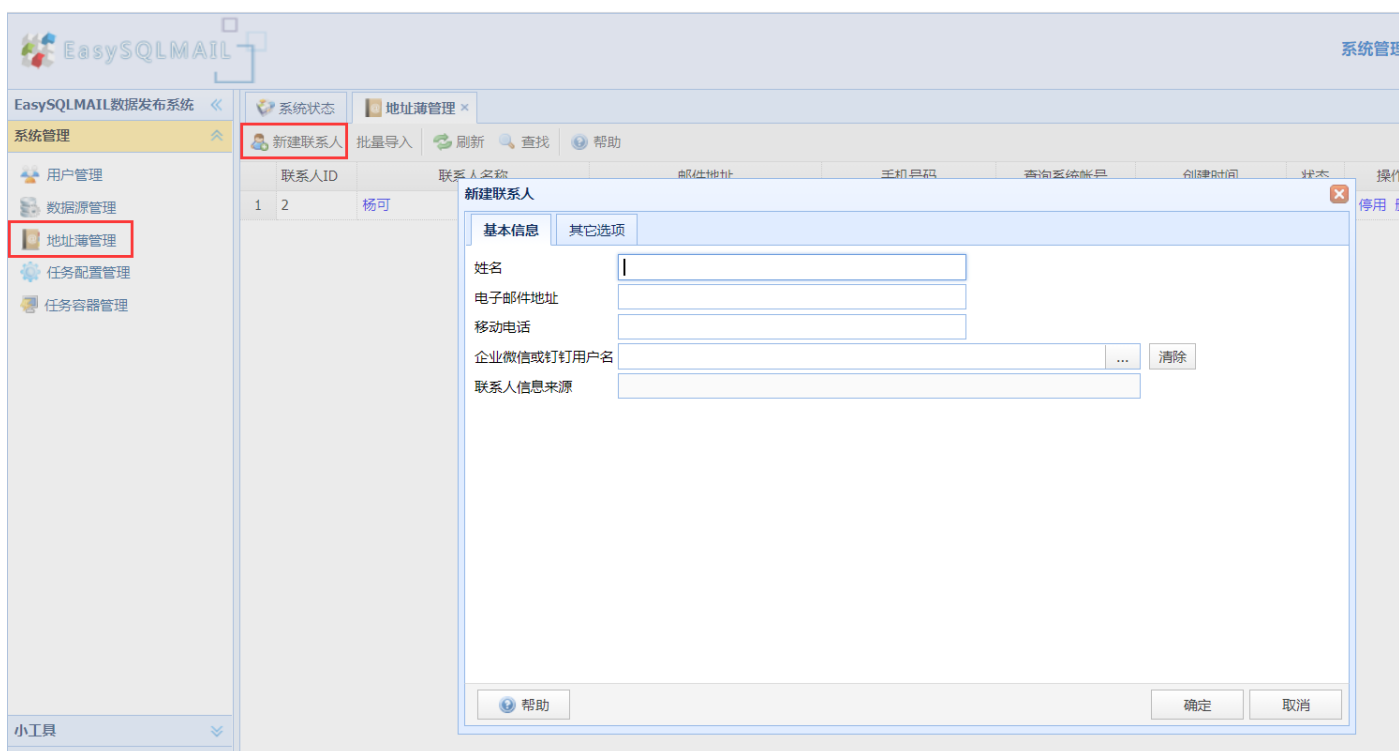 EasySQLMAIL
系统管理
EasySQLMAIL数据发布系统
系统状态
地址薄管理
系统管理
新建联系人 批量导入 刷新 查找 帮助
用户管理
数据源管理
地址薄管理
任务配置管理
任务容器管理
联系人ID 联系人名称 邮件地址 手机号码 查询系统帐号 创建时间 状态 操作
1 2 杨可 停用
新建联系人
基本信息 其它选项
姓名
电子邮件地址
移动电话
企业微信或钉钉用户名 ... 清除
联系人信息来源
帮助 确定 取消
小工具